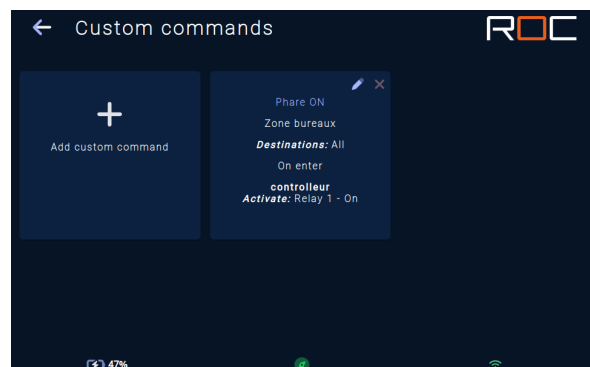 Custom commands
ROC
Add custom command
Phare ON
Zone bureaux
Destinations: All
On enter
controlleur
Activate: Relay 1 - On
47%